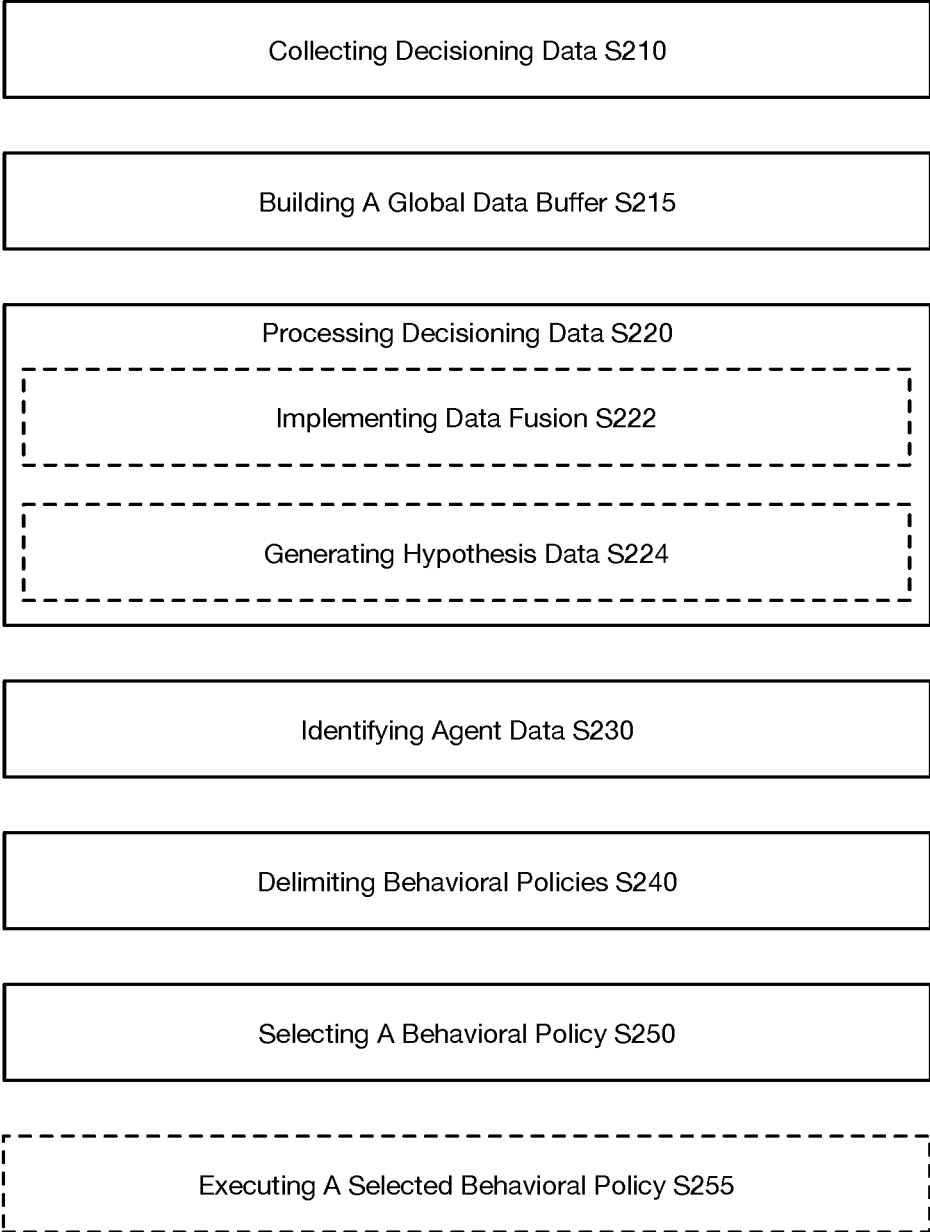 Collecting Decisioning Data S210
Building A Global Data Buffer S215
Processing Decisioning Data S220
Implementing Data Fusion S222
Generating Hypothesis Data S224
Identifying Agent Data S230
Delimiting Behavioral Policies S240
Selecting A Behavioral Policy S250
Executing A Selected Behavioral Policy S255